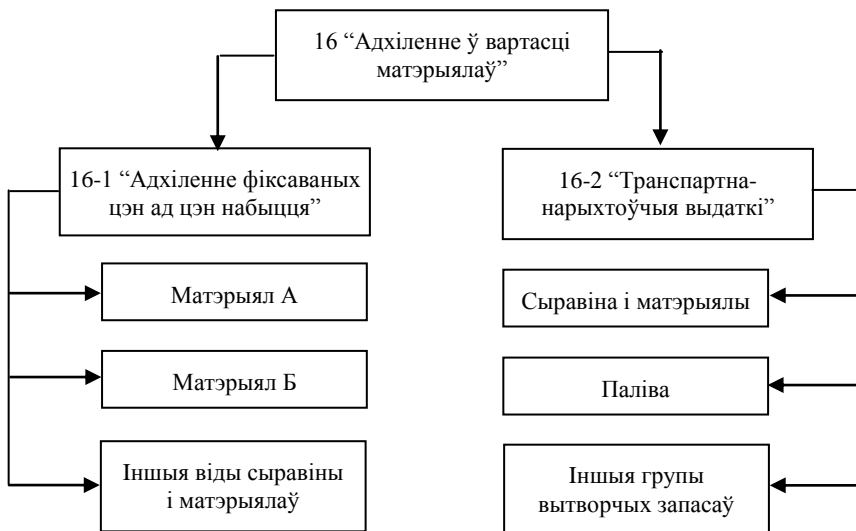 16 “Адхіленне ў вартасці
матэрыялаў”
16-1 “Адхіленне фіксаваных
цэн ад цэн набыцця”
16-2 “Транспартна-
нарыхтоўчыя выдаткі”
Матэрыял А
Сыравіна і матэрыялы
Матэрыял Б
Паліва
Іншыя віды сыравіны
і матэрыялаў
Іншыя групы
вытворчых запасаў